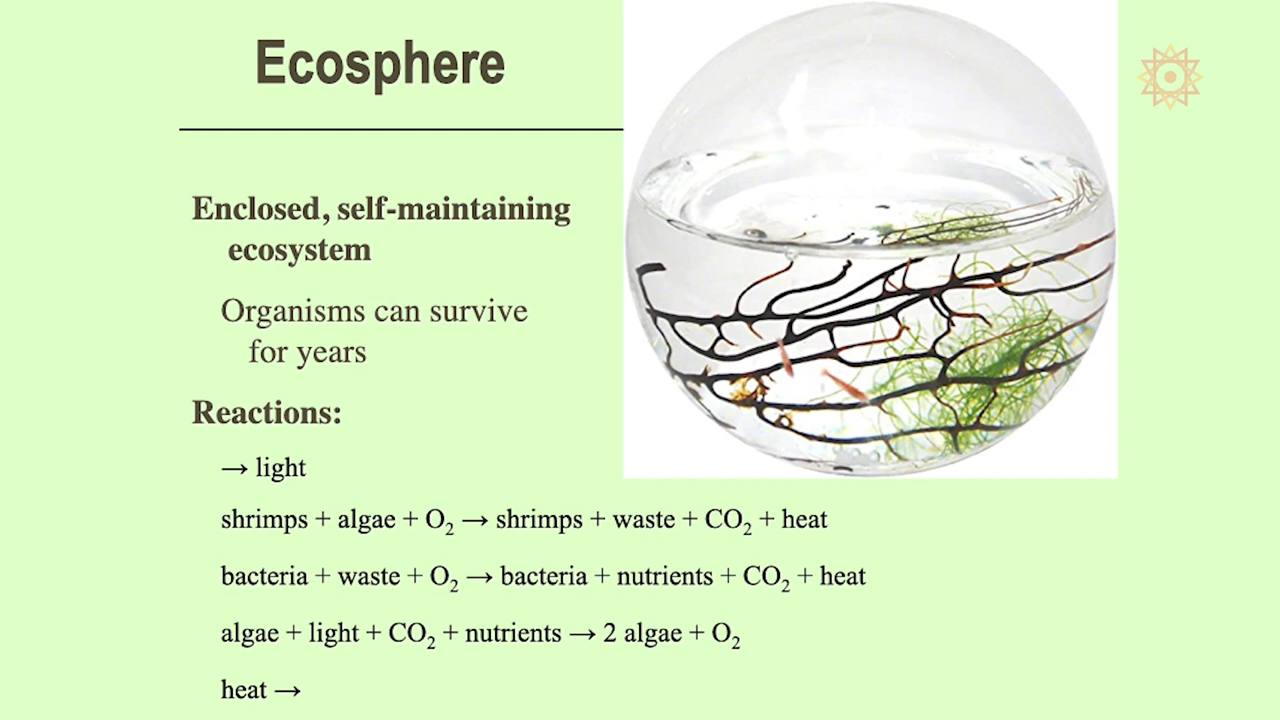 Ecosphere
Enclosed, self-maintaining
ecosystem
Organisms can survive
for years
Reactions:
→ light
shrimps + algae + O₂ → shrimps + waste + CO₂ + heat
bacteria + waste + O₂ → bacteria + nutrients + CO₂ + heat
algae + light + CO₂ + nutrients → 2 algae + O₂
heat →